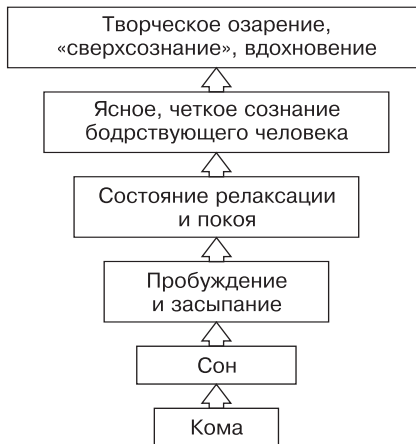 Творческое озарение,
«сверхсознание», вдохновение
Ясное, четкое сознание
бодрствующего человека
Состояние релаксации
и покоя
Пробуждение
и засыпание
Сон
Кома